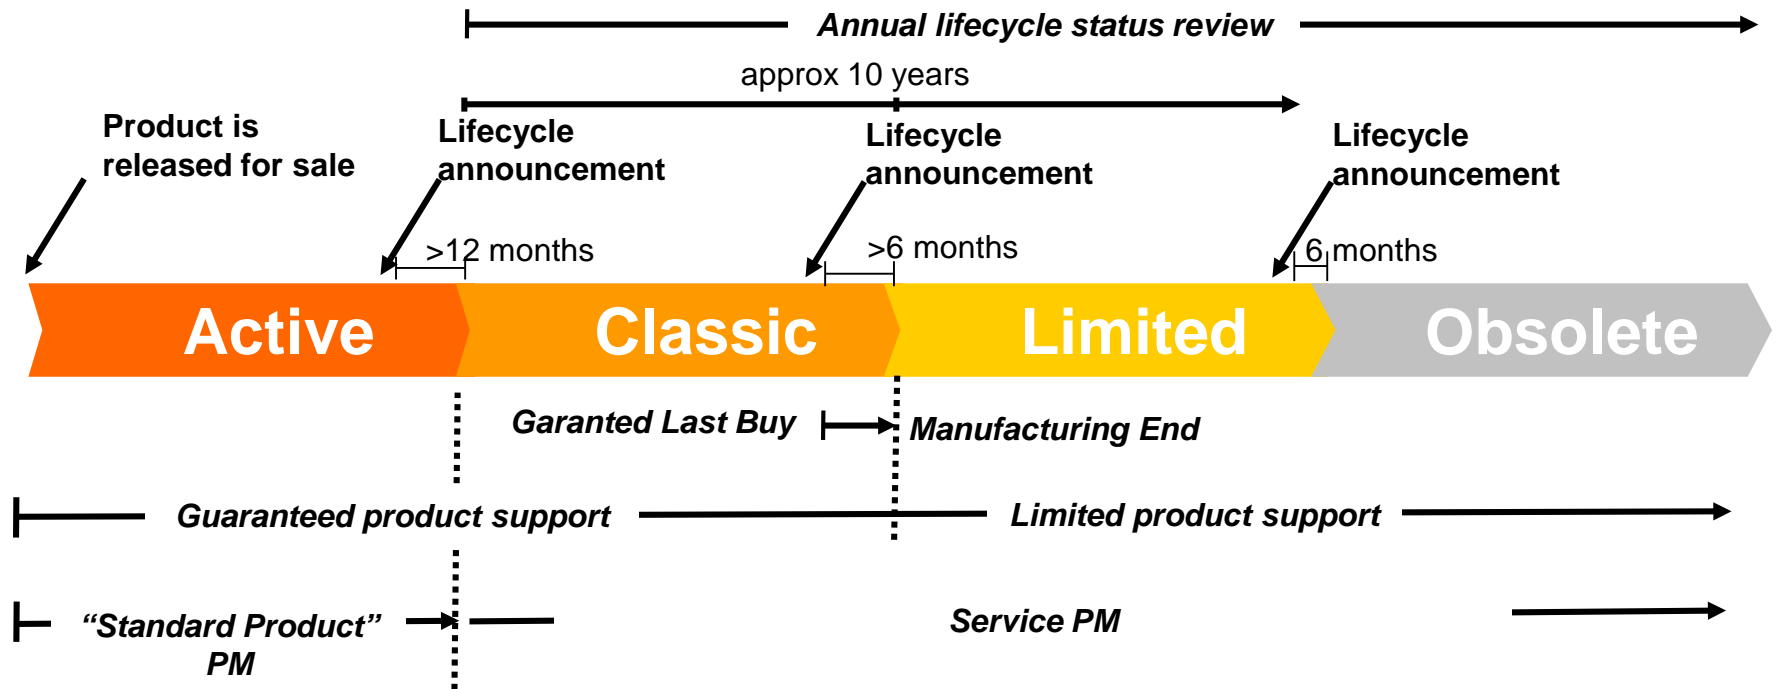 Annual lifecycle status review
approx 10 years
Product is
released for sale
Lifecycle
announcement
Lifecycle
announcement
Lifecycle
announcement
>12 months
>6 months
6 months
Active
Classic
Limited
Obsolete
Garanted Last Buy
Manufacturing End
Guaranteed product support
Limited product support
“Standard Product”
PM
Service PM